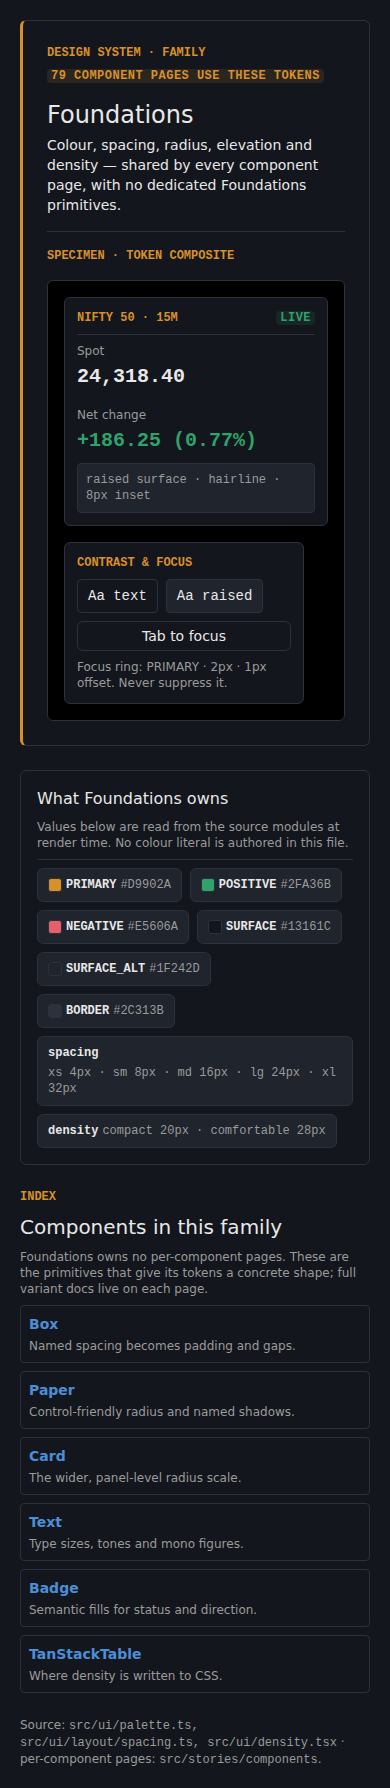 DESIGN SYSTEM · FAMILY
79 COMPONENT PAGES USE THESE TOKENS
Foundations
Colour, spacing, radius, elevation and
density — shared by every component
page, with no dedicated Foundations
primitives.
SPECIMEN · TOKEN COMPOSITE
NIFTY 50 · 15M LIVE
Spot
24,318.40
Net change
+186.25 (0.77%)
raised surface · hairline ·
8px inset
CONTRAST & FOCUS
Aa text Aa raised
Tab to focus
Focus ring: PRIMARY · 2px · 1px
offset. Never suppress it.
What Foundations owns
Values below are read from the source modules at
render time. No colour literal is authored in this file.
PRIMARY #D9902A POSITIVE #2FA36B
NEGATIVE #E5606A SURFACE #13161C
SURFACE_ALT #1F242D
BORDER #2C313B
spacing
xs 4px · sm 8px · md 16px · lg 24px · xl
32px
density compact 20px · comfortable 28px
INDEX
Components in this family
Foundations owns no per-component pages. These are
the primitives that give its tokens a concrete shape; full
variant docs live on each page.
Box
Named spacing becomes padding and gaps.
Paper
Control-friendly radius and named shadows.
Card
The wider, panel-level radius scale.
Text
Type sizes, tones and mono figures.
Badge
Semantic fills for status and direction.
TanStackTable
Where density is written to CSS.
Source: src/ui/palette.ts,
src/ui/layout/spacing.ts, src/ui/density.tsx ·
per-component pages: src/stories/components.